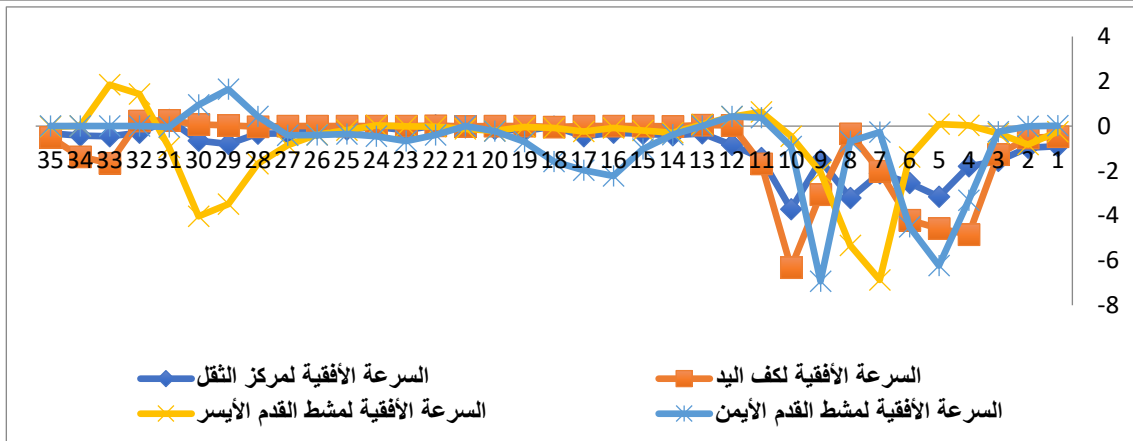 4
2
0
35 34 33 32 31 30 29 28 27 26 25 24 23 22 21 20 19 18 17 16 15 14 13 12 11 10 9 8 7 6 5 4 3 2 1
-2
-4
-6
-8
السرعة الأفقية لكف اليد السرعة الأفقية لمركز الثقل
السرعة الأفقية لمشط القدم الأيمن السرعة الأفقية لمشط القدم الأيسر